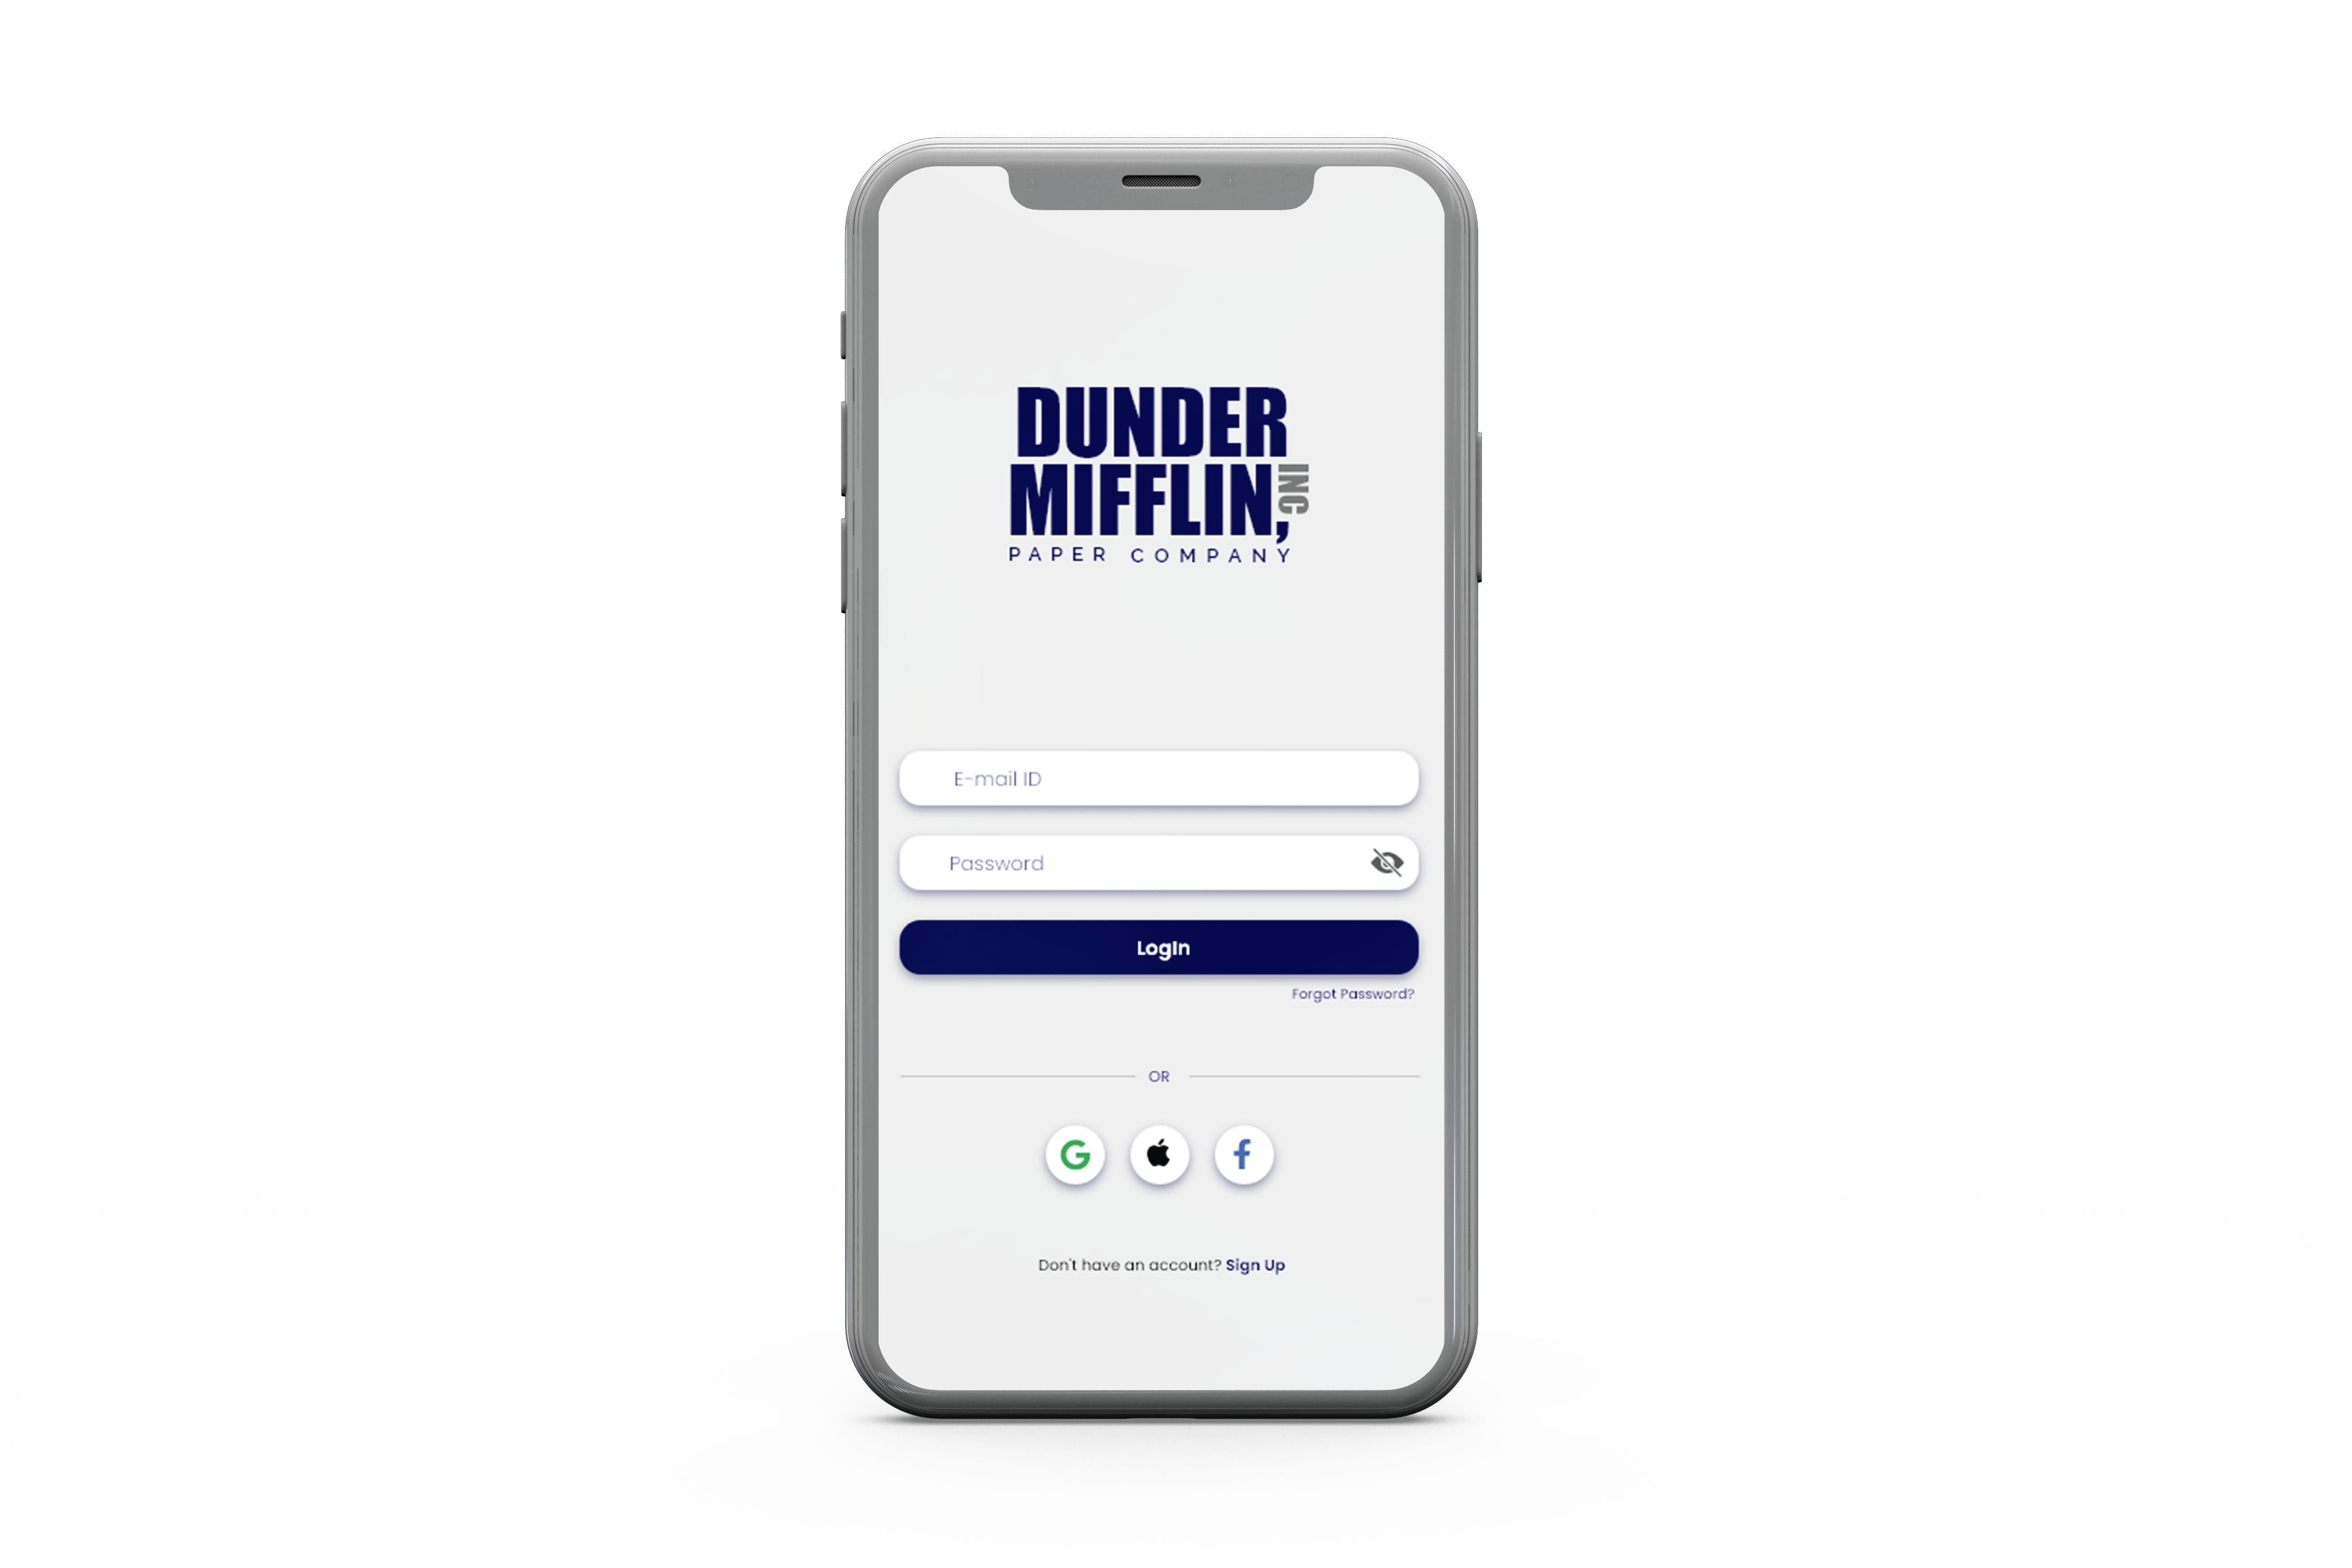 DUNDER
MIFFLIN,
INC
PAPER COMPANY
E-mail ID
Password
LogIn
Forgot Password?
OR
Don't have an account? Sign Up